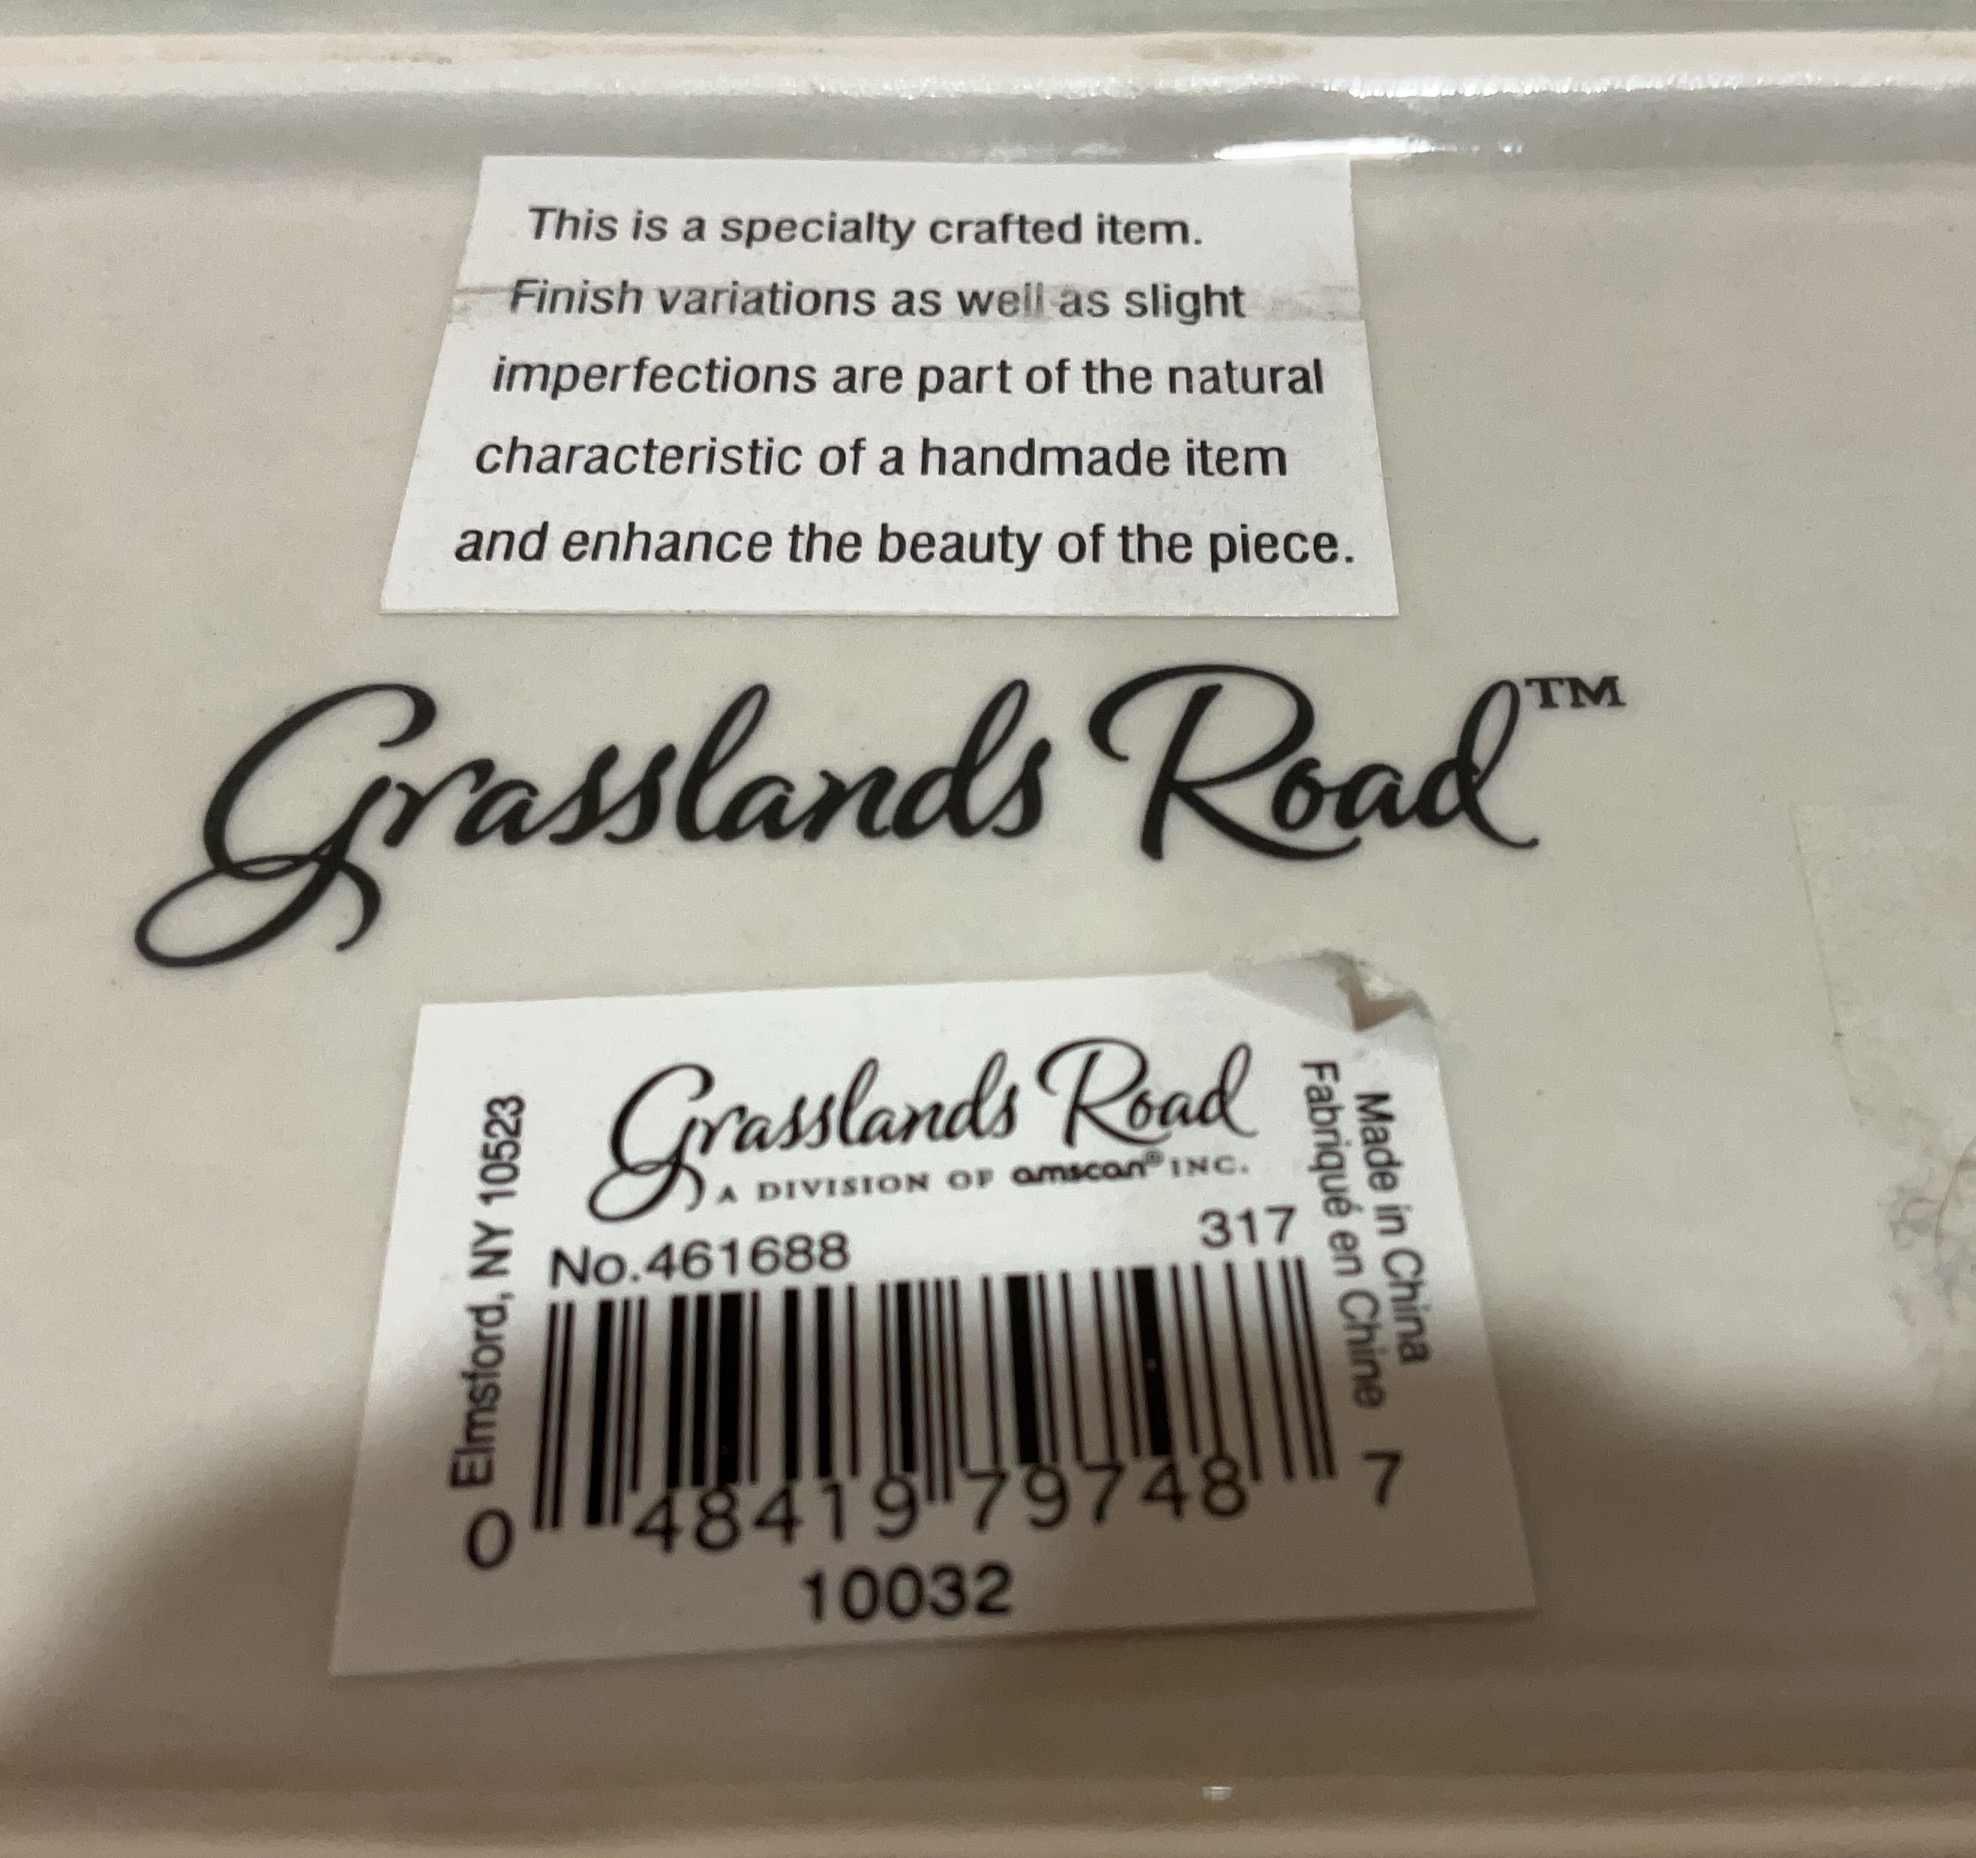 This is a specialty crafted item.
Finish variations as well as slight
imperfections are part of the natural
characteristic of a handmade item
and enhance the beauty of the piece.
Grasslands Road™
Grasslands Road
A DIVISION OF amscan® INC.
Elmsford, NY 10523
No.461688 317
Made in China
Fabriqué en Chine
0 48419 79748 7
10032